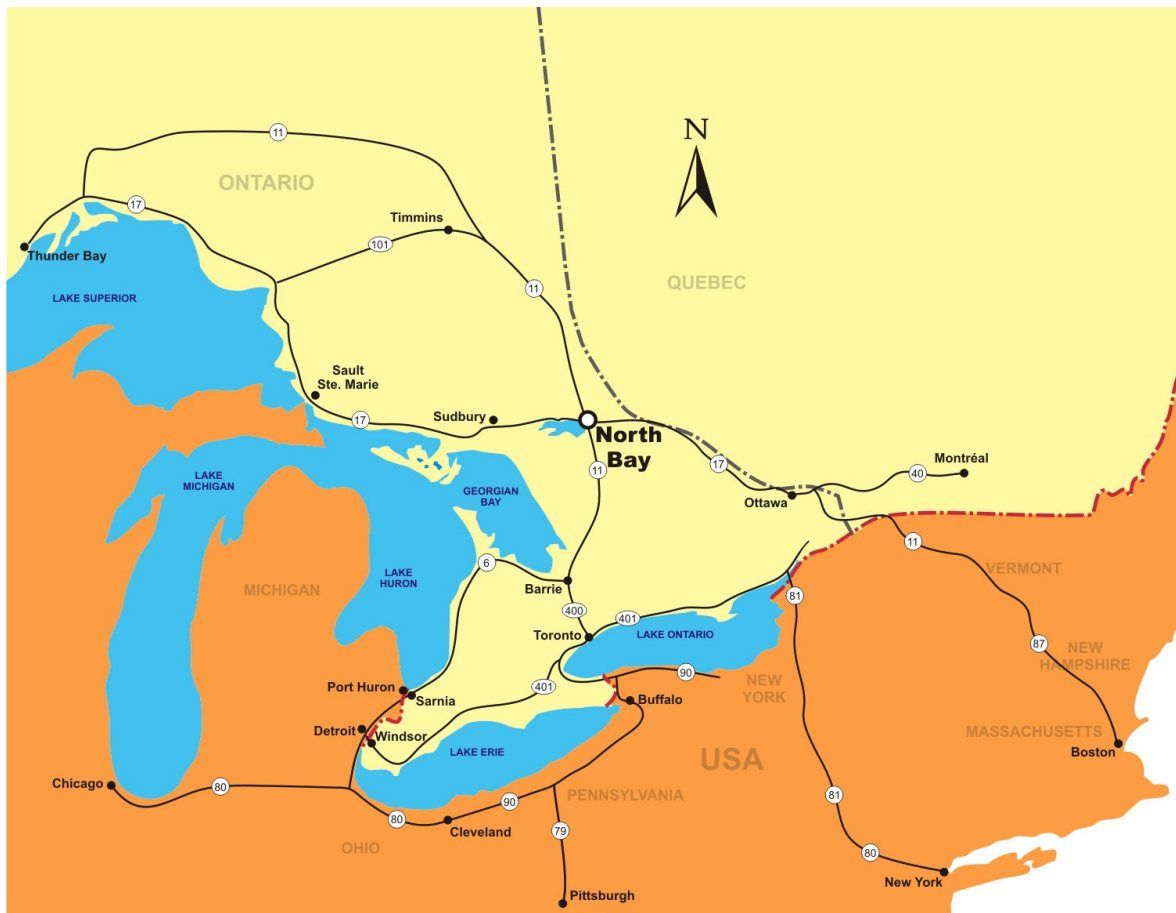 N
11
ONTARIO
17
Timmins
101
Thunder Bay
11
QUEBEC
LAKE SUPERIOR
Sault
Ste. Marie
17
Sudbury
North
Bay
11
17
Montréal
40
Ottawa
LAKE
MICHIGAN
GEORGIAN
BAY
11
6
LAKE
HURON
MICHIGAN
Barrie
VERMONT
81
400
401
Toronto
LAKE ONTARIO
87
NEW
HAMPSHIRE
90
NEW
YORK
Port Huron
Sarnia
401
Buffalo
Detroit
Windsor
LAKE ERIE
USA
MASSACHUSETTS
Boston
Chicago
80
90
PENNSYLVANIA
81
80
Cleveland
79
OHIO
80
New York
Pittsburgh